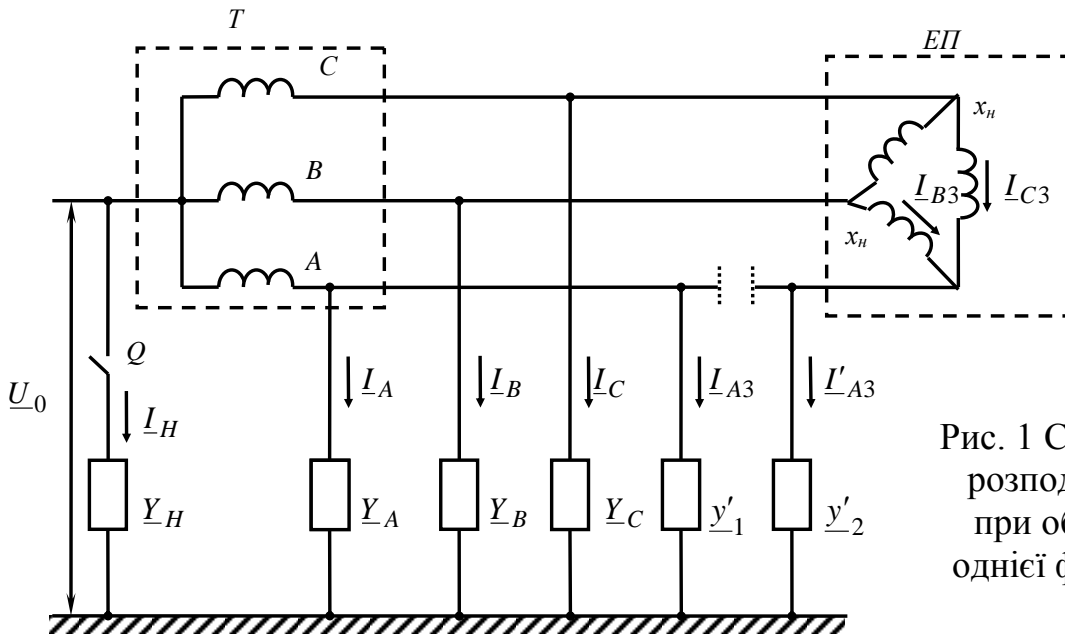 T
ЕП
C
x_н
B
I_B3
I_C3
x_н
A
Q
I_A
I_B
I_C
I_A3
I'_A3
U_0
I_H
Y_H
Y_A
Y_B
Y_C
y'_1
y'_2
Рис. 1 С
розпод
при об
однієї ф